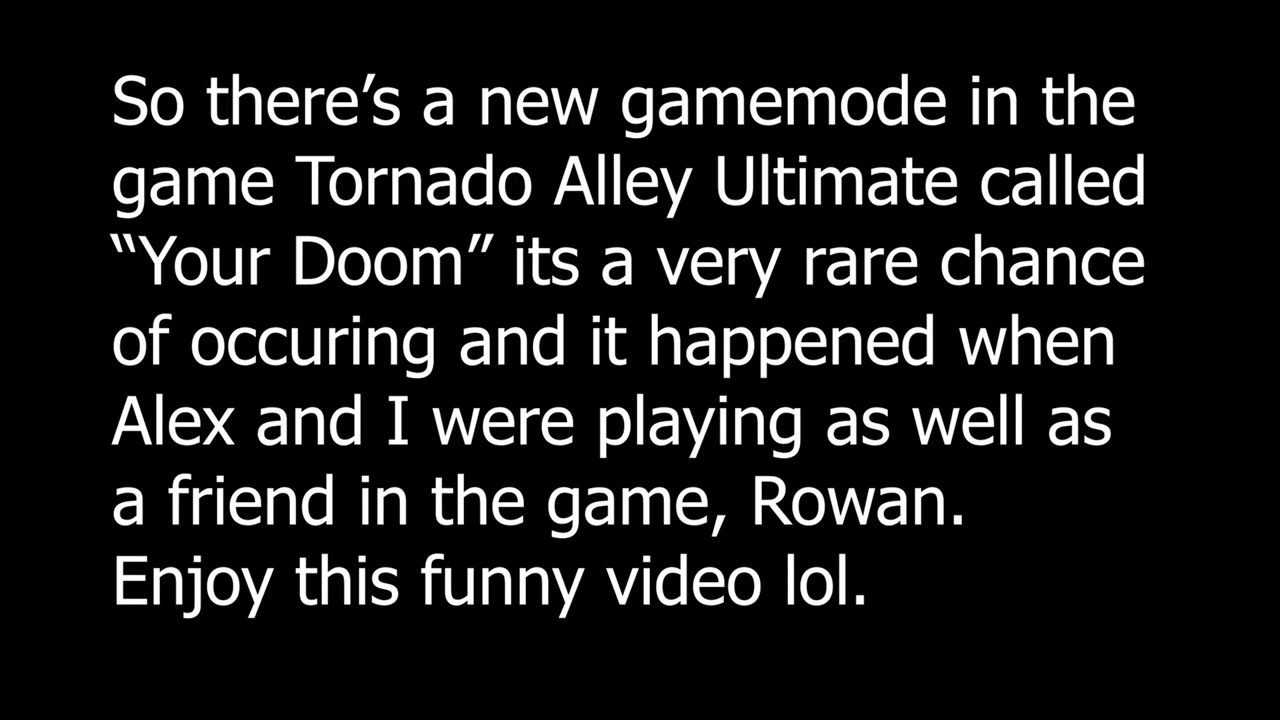 So there’s a new gamemode in the
game Tornado Alley Ultimate called
“Your Doom” its a very rare chance
of occuring and it happened when
Alex and I were playing as well as
a friend in the game, Rowan.
Enjoy this funny video lol.